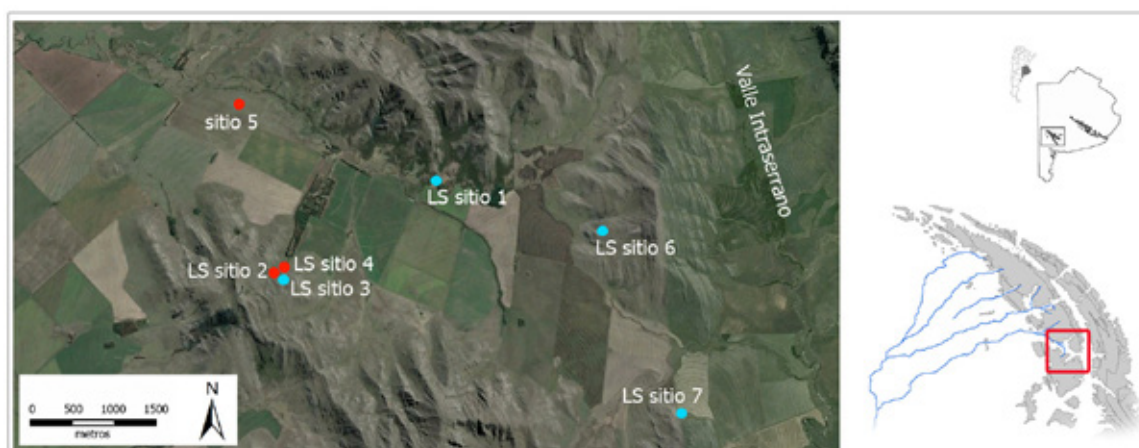 Valle Intraserrano
sitio 5
LS sitio 1
LS sitio 6
LS sitio 2
LS sitio 4
LS sitio 3
LS sitio 7
N
0 500 1000 1500
metros